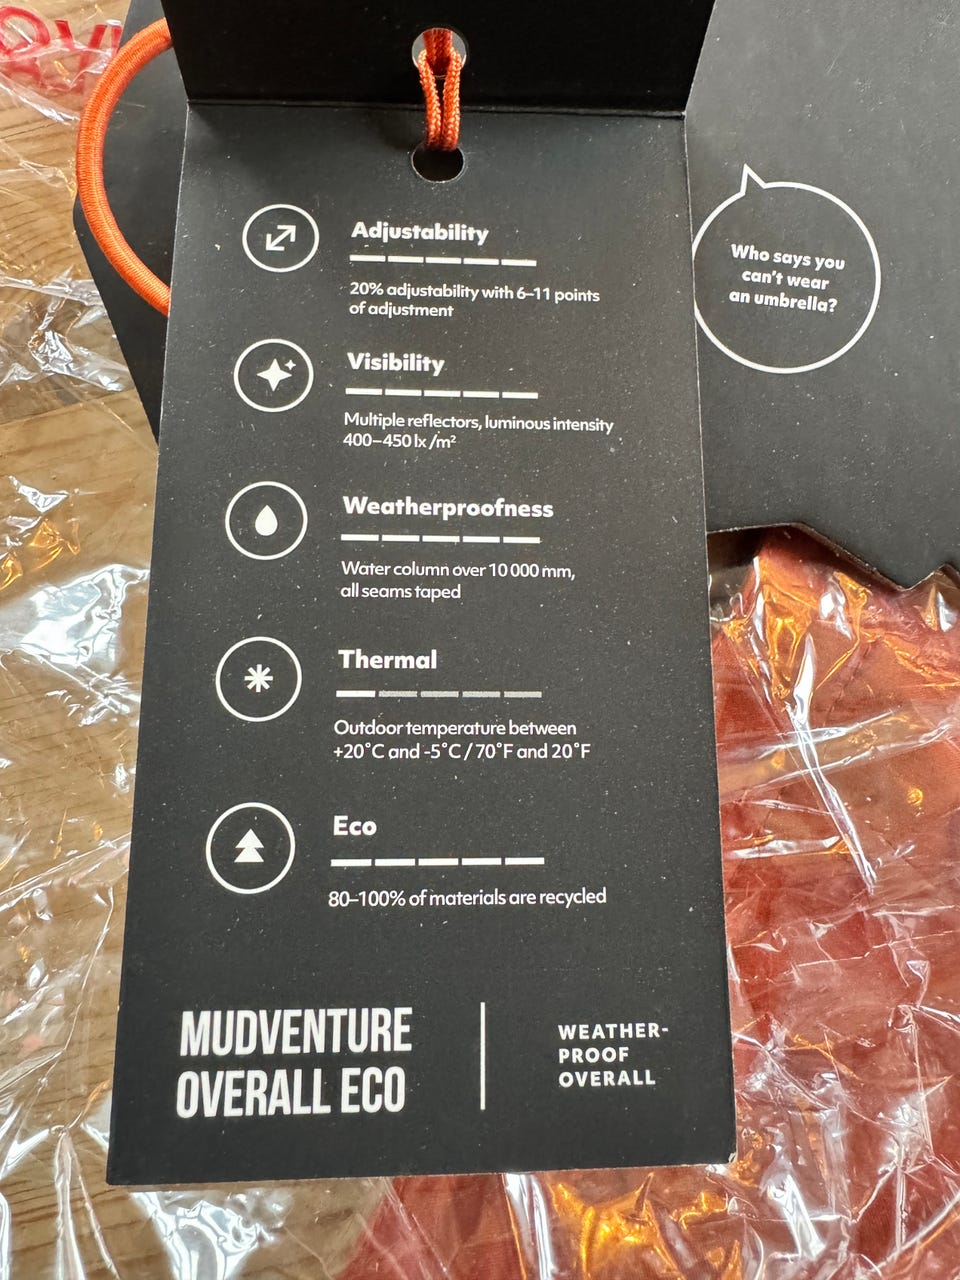 Adjustability
20% adjustability with 6–11 points
of adjustment
Visibility
Multiple reflectors, luminous intensity
400–450 lx /m²
Weatherproofness
Water column over 10 000 mm,
all seams taped
Thermal
Outdoor temperature between
+20°C and -5°C / 70°F and 20°F
Eco
80–100% of materials are recycled
MUDVENTURE
OVERALL ECO
WEATHER-
PROOF
OVERALL
Who says you
can't wear
an umbrella?